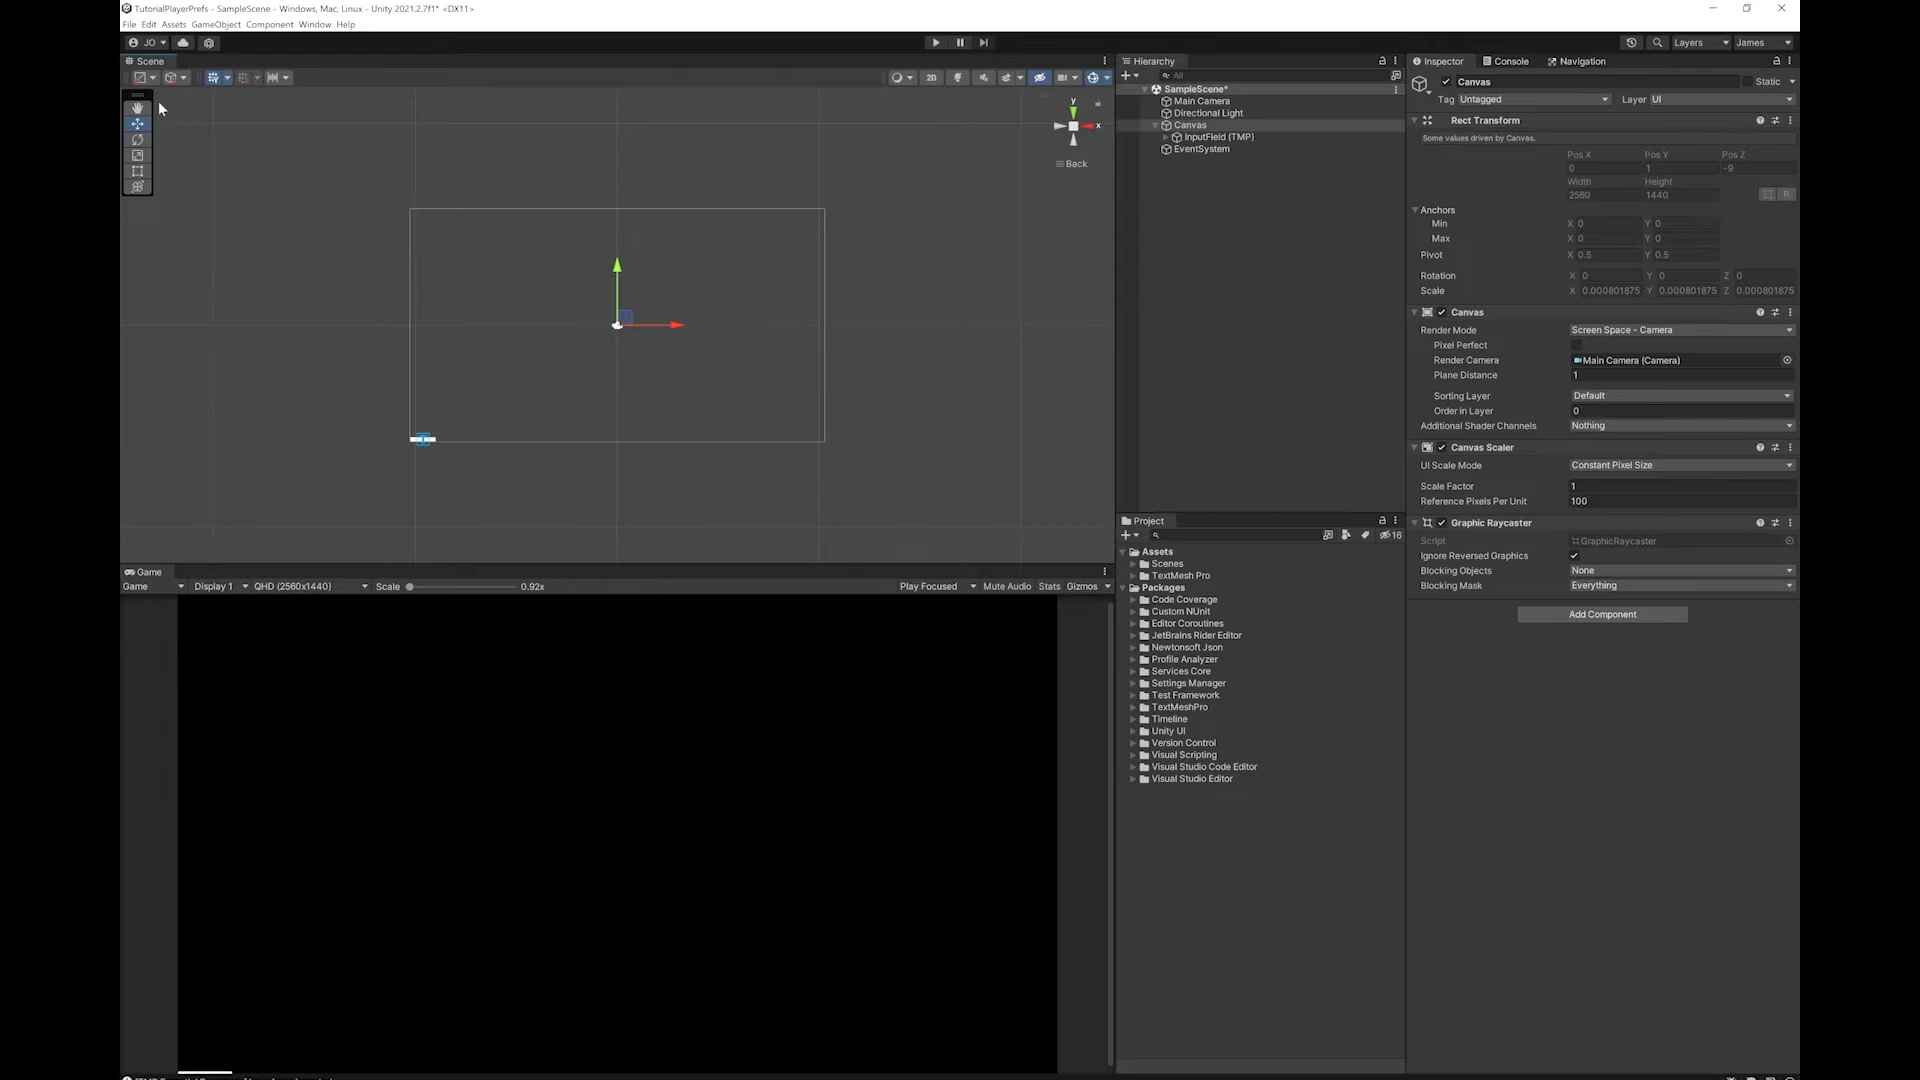 TutorialPlayerPrefs - SampleScene - Windows, Mac, Linux - Unity 2021.2.7f1* <DX11>
File Edit Assets GameObject Component Window Help
JO
Layers
James
Scene
2D
y
x
Back
Hierarchy
All
SampleScene*
Main Camera
Directional Light
Canvas
InputField (TMP)
EventSystem
Inspector
Console
Navigation
Canvas
Static
Tag Untagged
Layer UI
Rect Transform
Some values driven by Canvas.
Pos X Pos Y Pos Z
0 1 -9
Width Height
2560 1440
R
Anchors
Min X 0 Y 0
Max X 0 Y 0
Pivot X 0.5 Y 0.5
Rotation X 0 Y 0 Z 0
Scale X 0.000801875 Y 0.000801875 Z 0.000801875
Canvas
Render Mode Screen Space - Camera
Pixel Perfect
Render Camera Main Camera (Camera)
Plane Distance 1
Sorting Layer Default
Order in Layer 0
Additional Shader Channels Nothing
Canvas Scaler
UI Scale Mode Constant Pixel Size
Scale Factor 1
Reference Pixels Per Unit 100
Graphic Raycaster
Script GraphicRaycaster
Ignore Reversed Graphics
Blocking Objects None
Blocking Mask Everything
Add Component
Project
16
Assets
Scenes
TextMesh Pro
Packages
Code Coverage
Custom NUnit
Editor Coroutines
JetBrains Rider Editor
Newtonsoft Json
Profile Analyzer
Services Core
Settings Manager
Test Framework
TextMeshPro
Timeline
Unity UI
Version Control
Visual Scripting
Visual Studio Code Editor
Visual Studio Editor
Game
Game Display 1 QHD (2560x1440) Scale 0.92x Play Focused Mute Audio Stats Gizmos